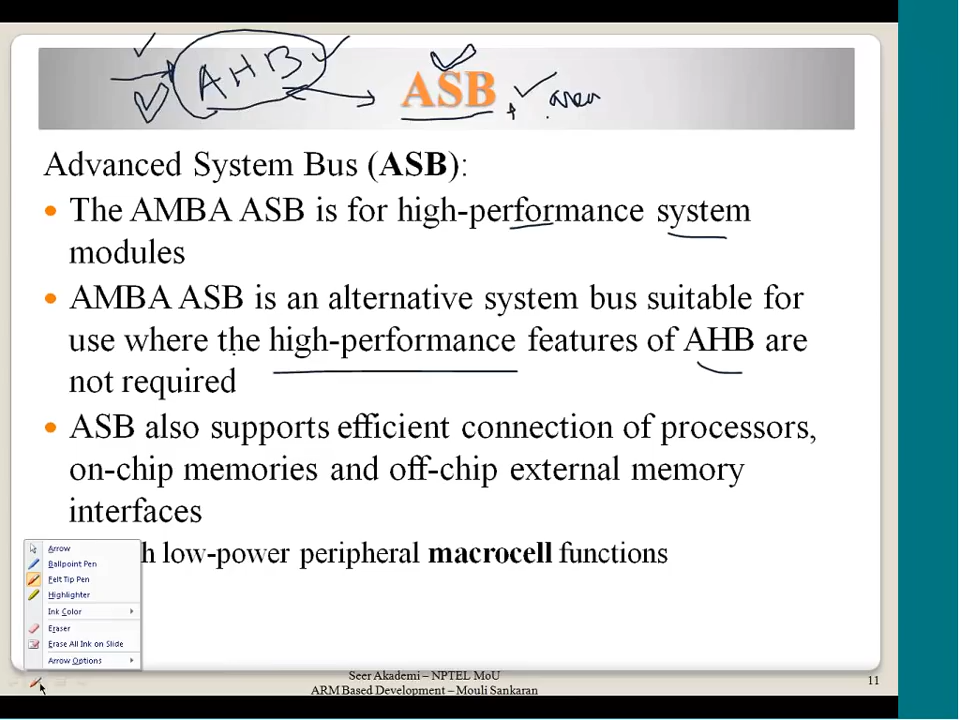 AHB
ASB
area
Advanced System Bus (ASB):
• The AMBA ASB is for high-performance system
modules
• AMBA ASB is an alternative system bus suitable for
use where the high-performance features of AHB are
not required
• ASB also supports efficient connection of processors,
on-chip memories and off-chip external memory
interfaces
h low-power peripheral macrocell functions
Arrow
Ballpoint Pen
Felt Tip Pen
Highlighter
Ink Color
Eraser
Erase All Ink on Slide
Arrow Options
Seer Akademi – NPTEL MoU
ARM Based Development – Mouli Sankaran
11